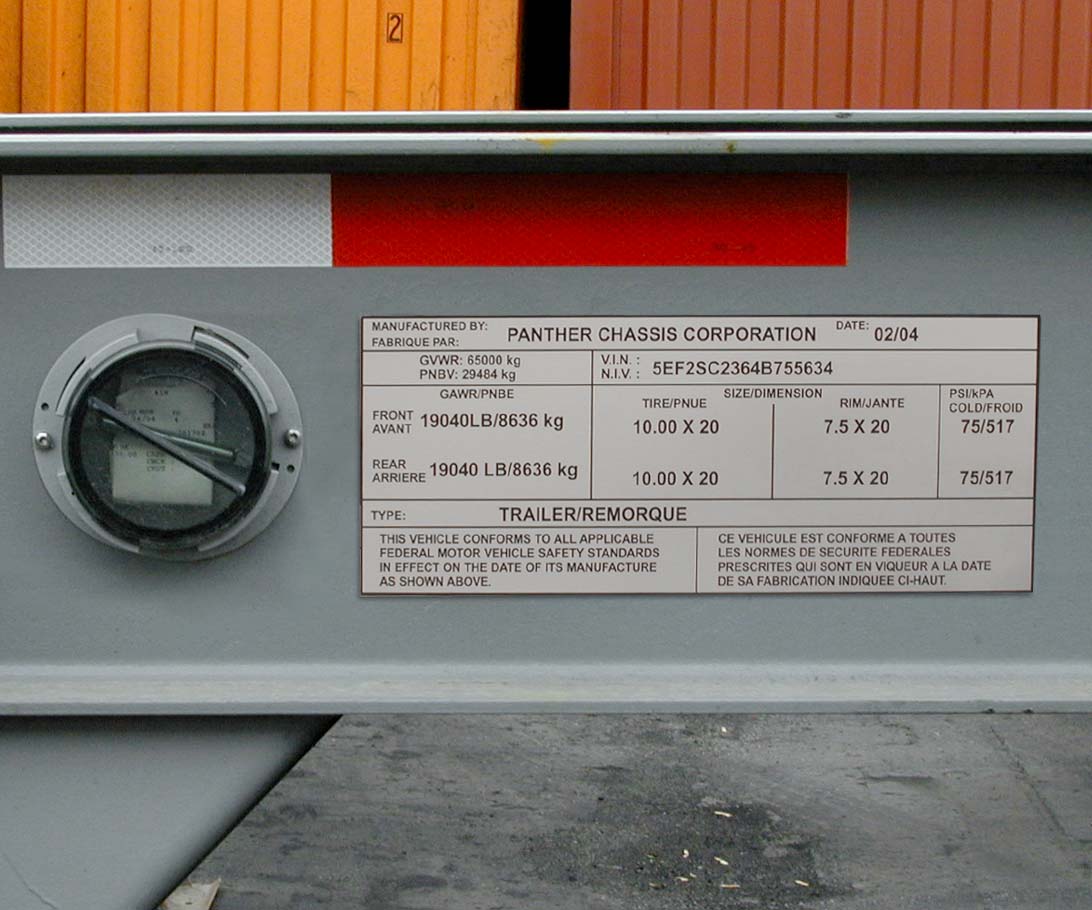 2
MANUFACTURED BY:
FABRIQUE PAR:
PANTHER CHASSIS CORPORATION
DATE: 02/04
GVWR: 65000 kg
PNBV: 29484 kg
V.I.N. :
N.I.V. :
5EF2SC2364B755634
GAWR/PNBE
SIZE/DIMENSION
TIRE/PNUE
RIM/JANTE
PSI/kPA
COLD/FROID
FRONT
AVANT
19040LB/8636 kg
10.00 X 20
7.5 X 20
75/517
REAR
ARRIERE
19040 LB/8636 kg
10.00 X 20
7.5 X 20
75/517
TYPE: TRAILER/REMORQUE
THIS VEHICLE CONFORMS TO ALL APPLICABLE
FEDERAL MOTOR VEHICLE SAFETY STANDARDS
IN EFFECT ON THE DATE OF ITS MANUFACTURE
AS SHOWN ABOVE.
CE VEHICULE EST CONFORME A TOUTES
LES NORMES DE SECURITE FEDERALES
PRESCRITES QUI SONT EN VIQUEUR A LA DATE
DE SA FABRICATION INDIQUEE CI-HAUT.